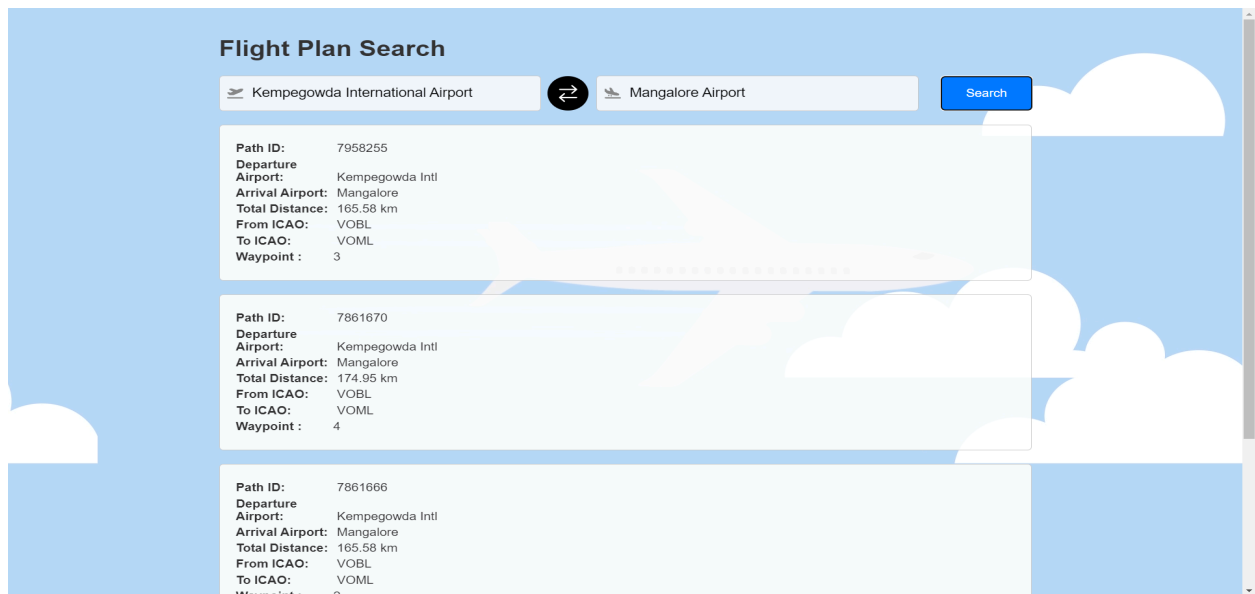 Flight Plan Search
Kempegowda International Airport
Mangalore Airport
Search
Path ID: 7958255
Departure
Airport: Kempegowda Intl
Arrival Airport: Mangalore
Total Distance: 165.58 km
From ICAO: VOBL
To ICAO: VOML
Waypoint : 3
Path ID: 7861670
Departure
Airport: Kempegowda Intl
Arrival Airport: Mangalore
Total Distance: 174.95 km
From ICAO: VOBL
To ICAO: VOML
Waypoint : 4
Path ID: 7861666
Departure
Airport: Kempegowda Intl
Arrival Airport: Mangalore
Total Distance: 165.58 km
From ICAO: VOBL
To ICAO: VOML